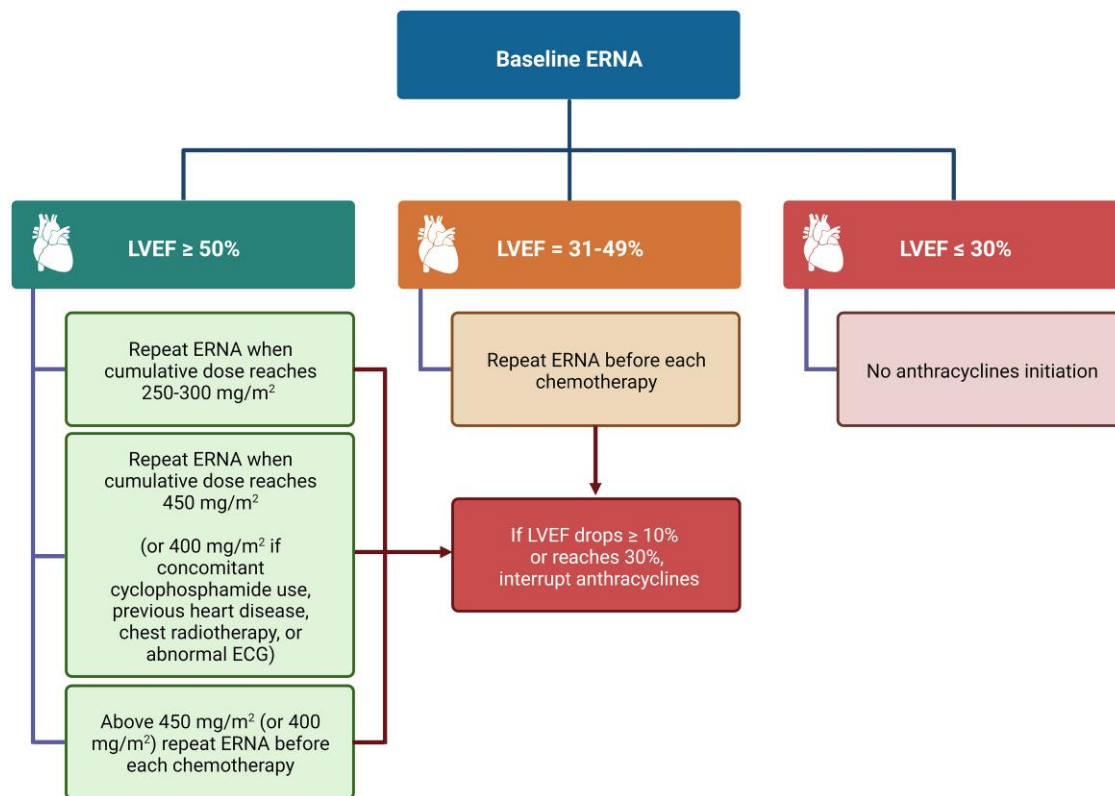 Baseline ERNA
LVEF ≥ 50%
Repeat ERNA when
cumulative dose reaches
250-300 mg/m²
Repeat ERNA when
cumulative dose reaches
450 mg/m²
(or 400 mg/m² if
concomitant
cyclophosphamide use,
previous heart disease,
chest radiotherapy, or
abnormal ECG)
Above 450 mg/m² (or 400
mg/m²) repeat ERNA before
each chemotherapy
LVEF = 31-49%
Repeat ERNA before each
chemotherapy
If LVEF drops ≥ 10%
or reaches 30%,
interrupt anthracyclines
LVEF ≤ 30%
No anthracyclines initiation